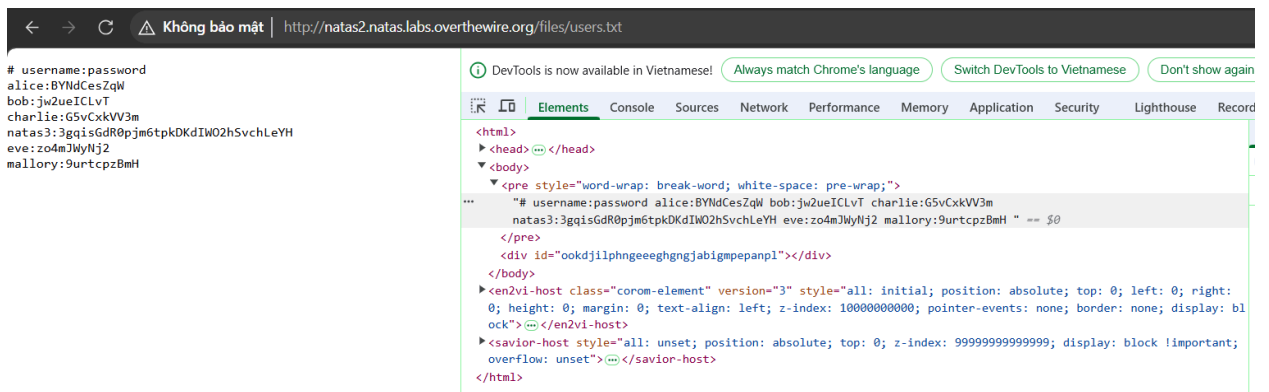 Không bảo mật http://natas2.natas.labs.overthewire.org/files/users.txt
# username:password
alice:BYNdCesZqW
bob:jw2ueICLvT
charlie:G5vCxkVV3m
natas3:3gqisGdR0pjm6tpkDKdIWO2hSvchLeYH
eve:zo4mJWyNj2
mallory:9urtcpzBmH
DevTools is now available in Vietnamese! Always match Chrome's language Switch DevTools to Vietnamese Don't show again
Elements Console Sources Network Performance Memory Application Security Lighthouse Record
<html>
<head> ... </head>
<body>
<pre style="word-wrap: break-word; white-space: pre-wrap;">
"# username:password alice:BYNdCesZqW bob:jw2ueICLvT charlie:G5vCxkVV3m
natas3:3gqisGdR0pjm6tpkDKdIWO2hSvchLeYH eve:zo4mJWyNj2 mallory:9urtcpzBmH " == $0
</pre>
<div id="ookdjilphngeeeghgngjabigmpepanpl"></div>
</body>
<en2vi-host class="corom-element" version="3" style="all: initial; position: absolute; top: 0; left: 0; right:
0; height: 0; margin: 0; text-align: left; z-index: 10000000000; pointer-events: none; border: none; display: bl
ock"> ... </en2vi-host>
<savior-host style="all: unset; position: absolute; top: 0; z-index: 99999999999999; display: block !important;
overflow: unset"> ... </savior-host>
</html>